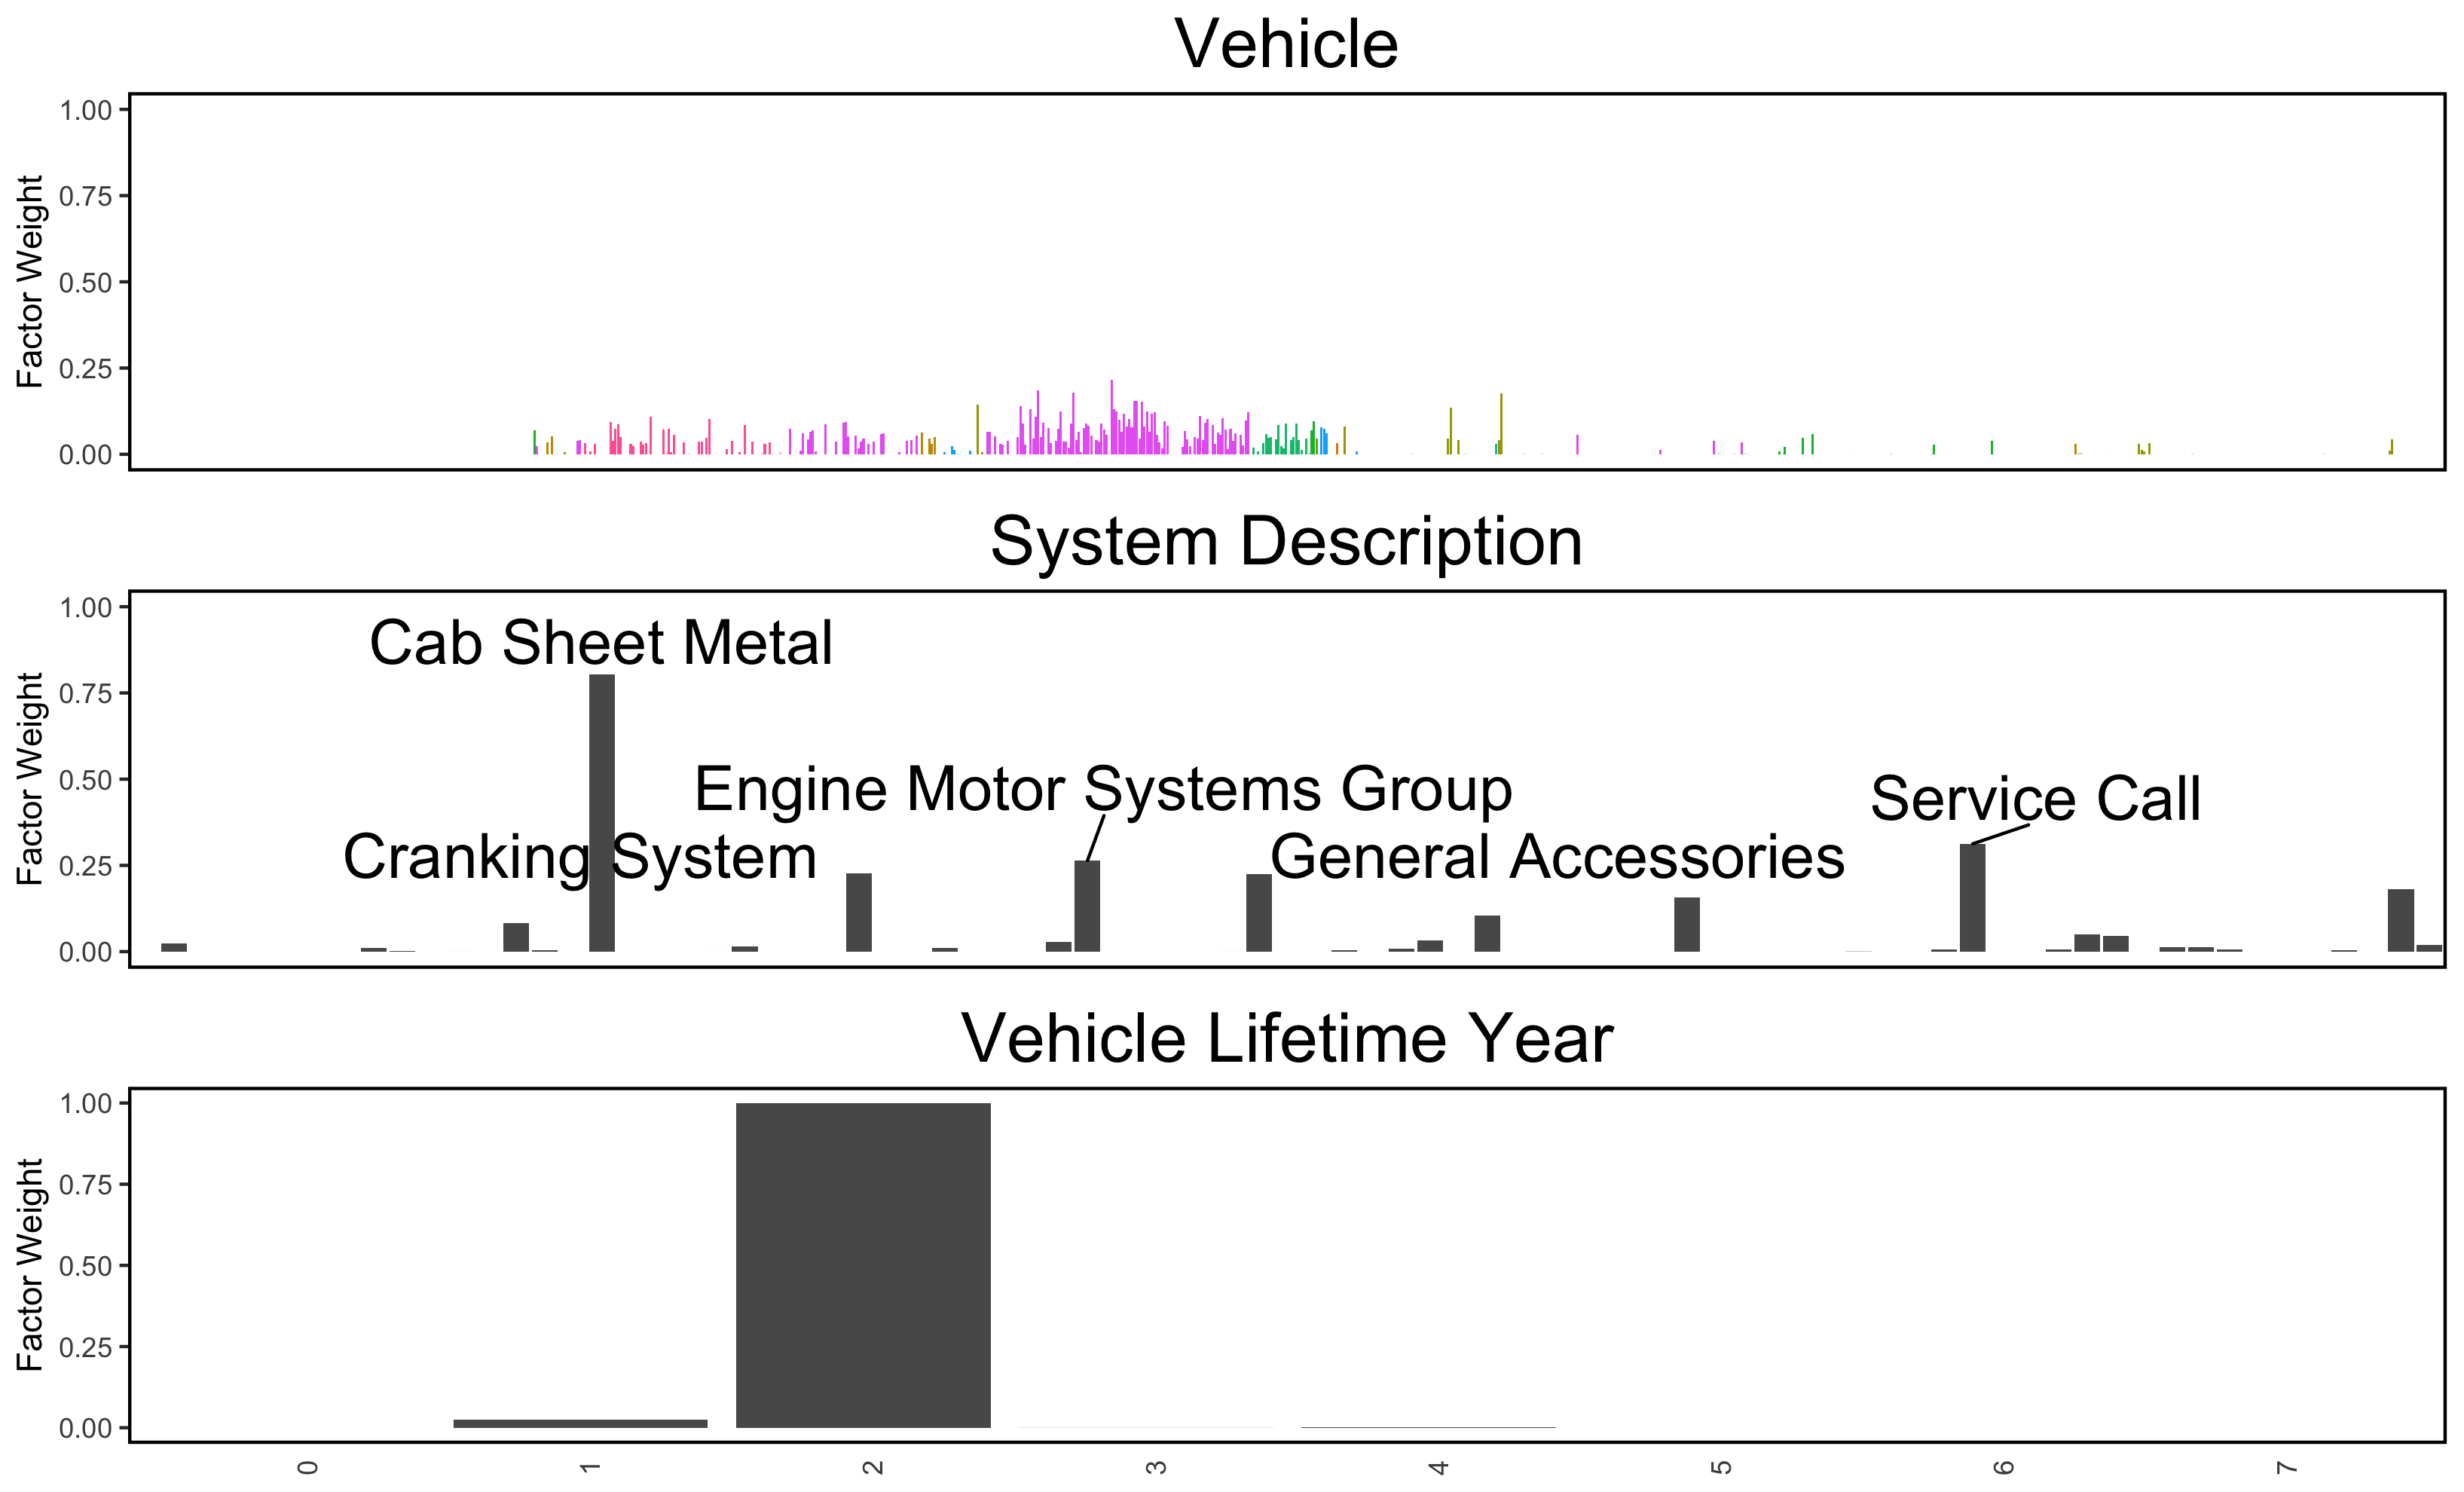 Vehicle
Factor Weight
1.00
0.75
0.50
0.25
0.00
System Description
Factor Weight
1.00
0.75
0.50
0.25
0.00
Cab Sheet Metal
Engine Motor Systems Group
Service Call
Cranking System
General Accessories
Vehicle Lifetime Year
Factor Weight
1.00
0.75
0.50
0.25
0.00
0 1 2 3 4 5 6 7